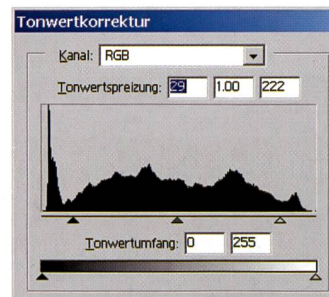 Tonwertkorrektur
Kanal: RGB
Tonwertspreizung: 29 1.00 222
Tonwertumfang: 0 255